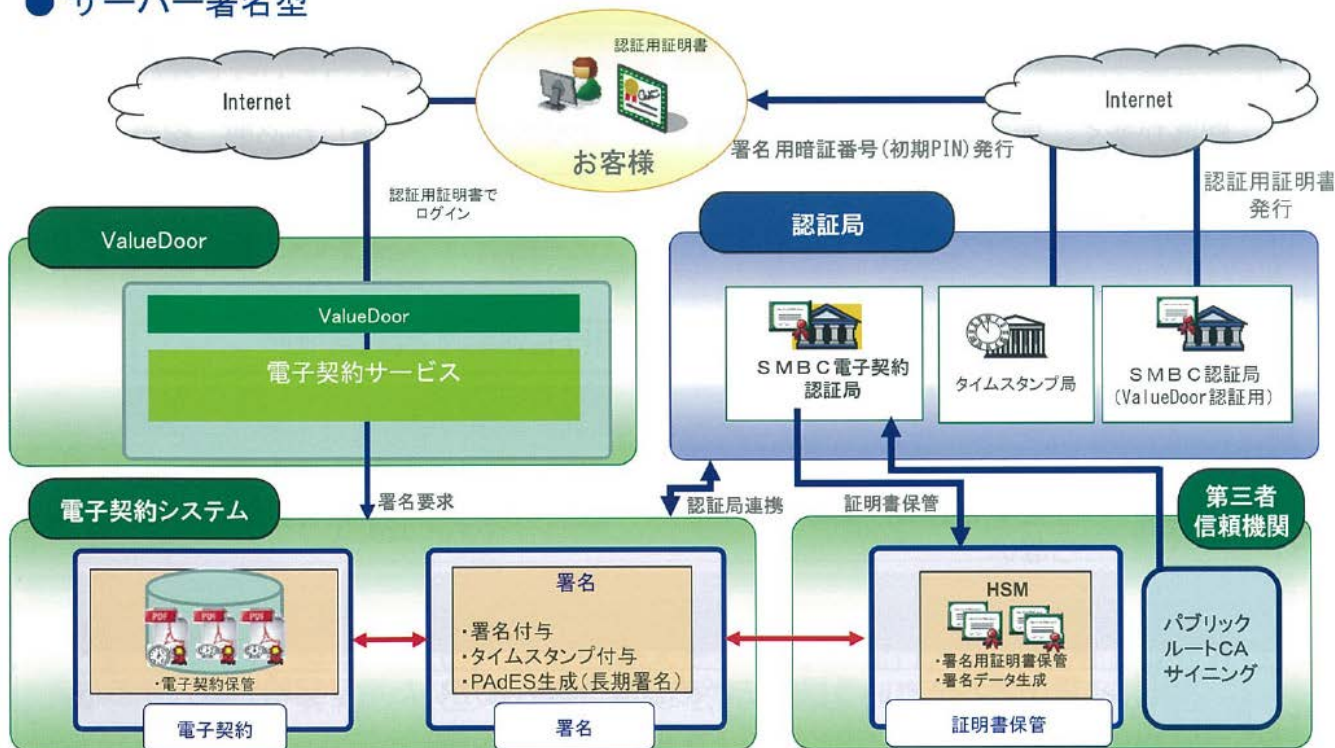 ● サーバー署名型
認証用証明書
Internet
Internet
お客様
署名用暗証番号(初期PIN)発行
認証用証明書で
ログイン
認証用証明書
発行
ValueDoor
認証局
ValueDoor
電子契約サービス
SMBC電子契約
認証局
タイムスタンプ局
SMBC認証局
(ValueDoor認証用)
署名要求
認証局連携
証明書保管
電子契約システム
第三者
信頼機関
PDF PDF PDF
・電子契約保管
電子契約
署名
・署名付与
・タイムスタンプ付与
・PAdES生成(長期署名)
署名
HSM
・署名用証明書保管
・署名データ生成
証明書保管
パブリック
ルートCA
サイニング